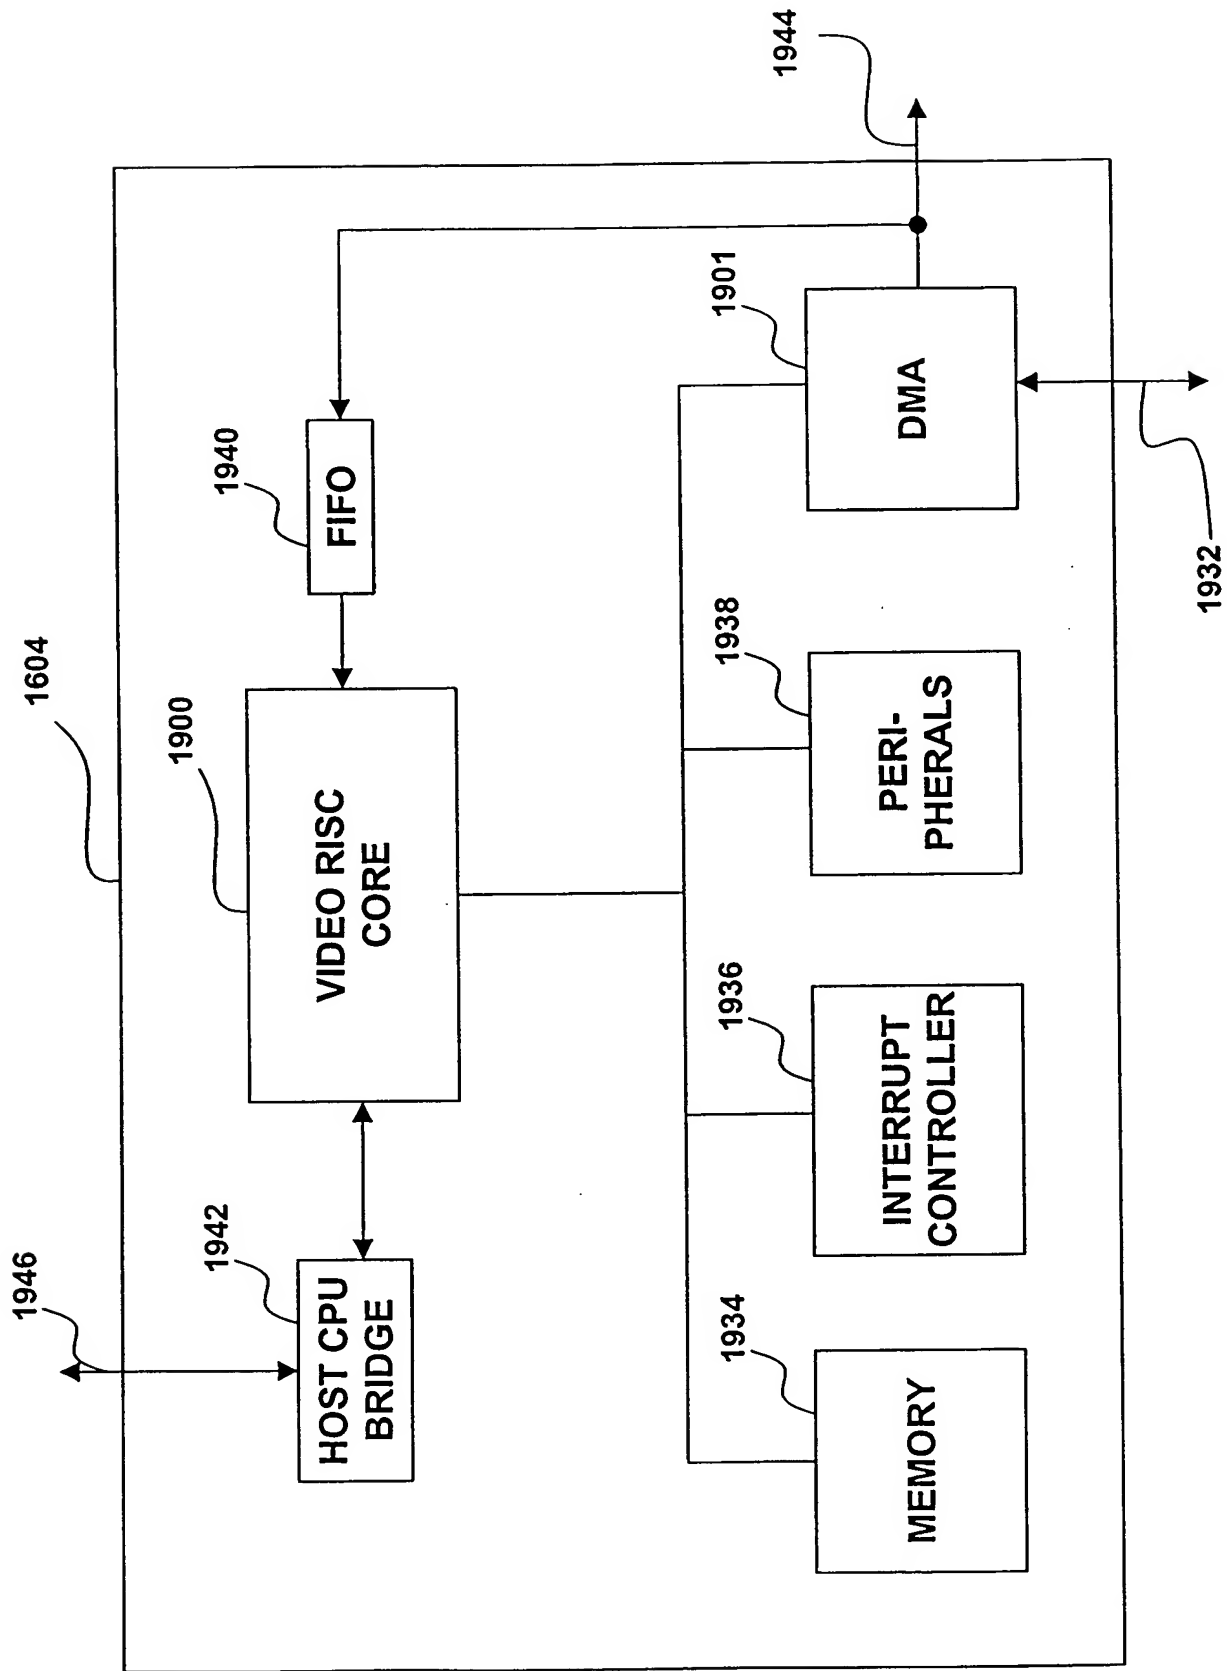 1604
1946
1942
HOST CPU
BRIDGE
1900
VIDEO RISC
CORE
1940
FIFO
1944
1934
MEMORY
1936
INTERRUPT
CONTROLLER
1938
PERI-
PHERALS
1901
DMA
1932